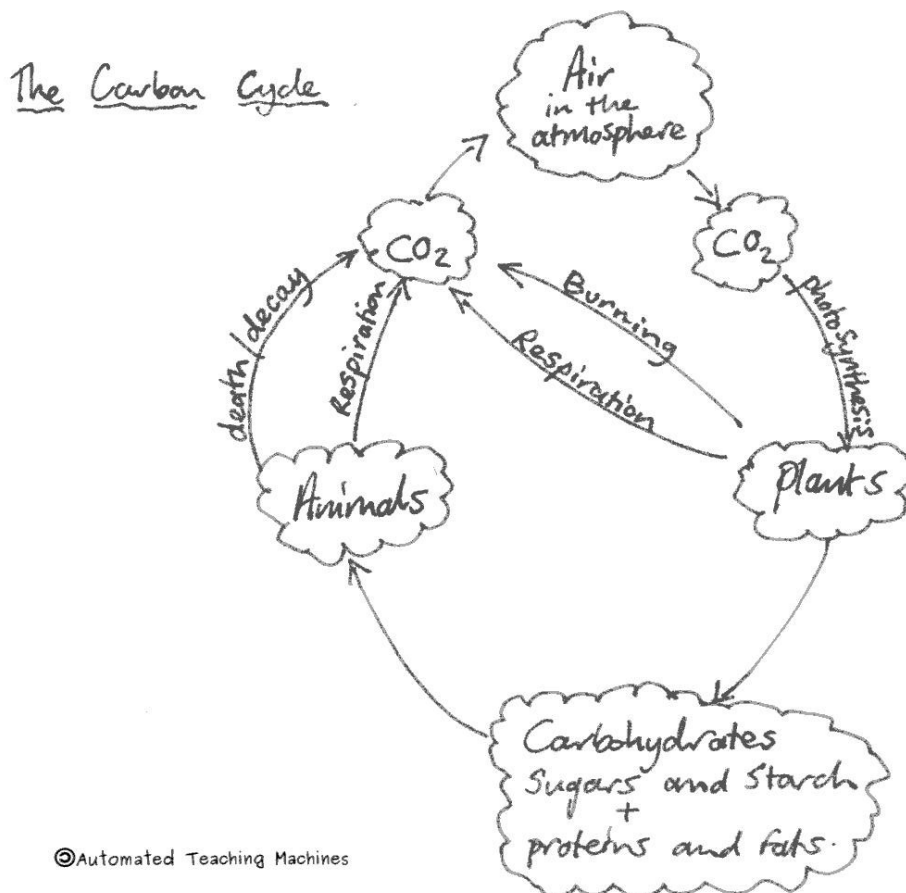 The Carbon Cycle
Air
in the
atmosphere
CO₂
CO₂
death/decay
Respiration
Burning
Respiration
photosynthesis
Animals
plants
Carbohydrates
Sugars and Starch
+
proteins and fats.
©Automated Teaching Machines